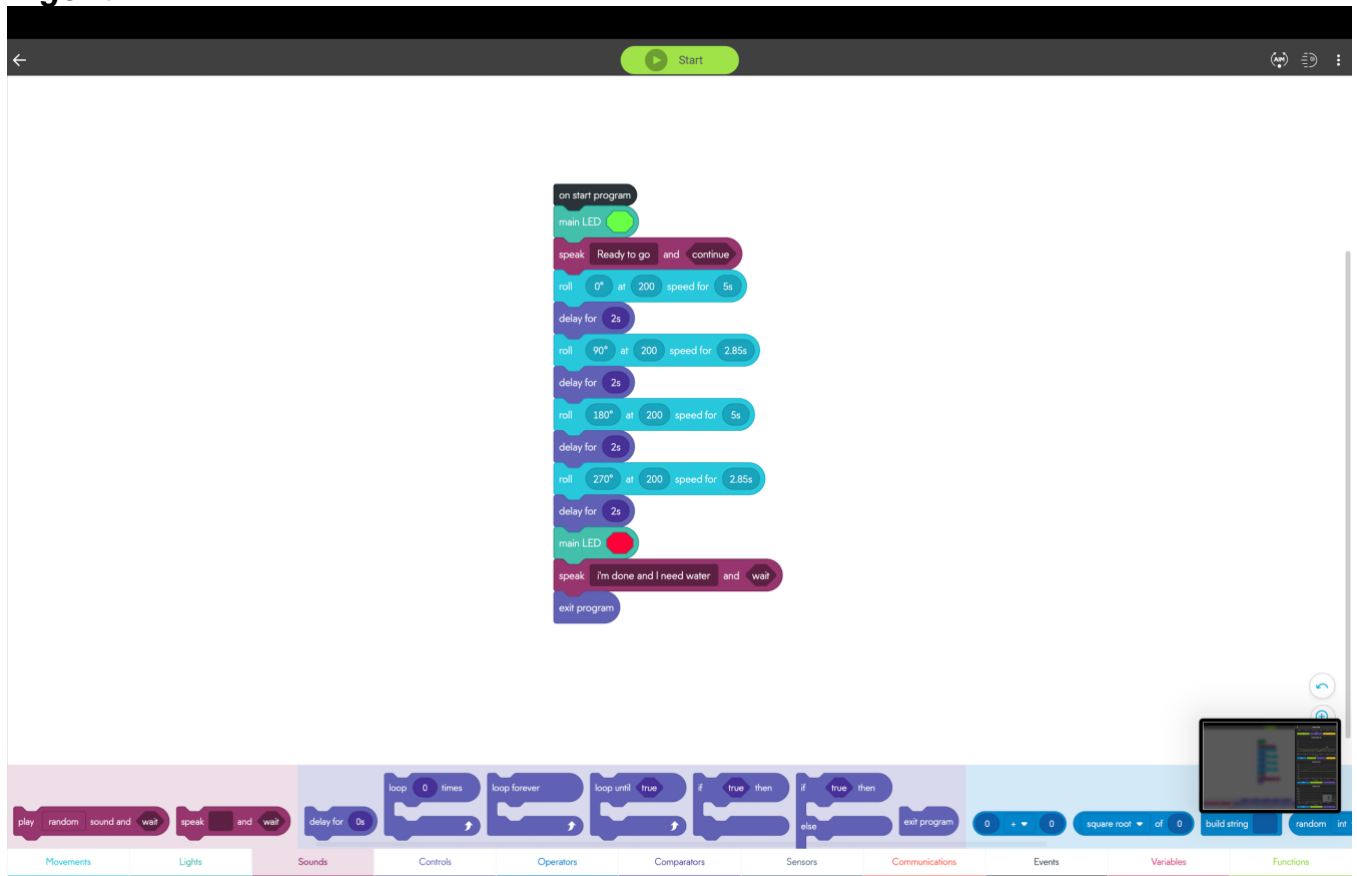 Start
AIM
on start program
main LED
speak Ready to go and continue
roll 0° at 200 speed for 5s
delay for 2s
roll 90° at 200 speed for 2.85s
delay for 2s
roll 180° at 200 speed for 5s
delay for 2s
roll 270° at 200 speed for 2.85s
delay for 2s
main LED
speak i'm done and I need water and wait
exit program
loop 0 times loop forever loop until true if true then if true then
play random sound and wait speak and wait delay for 0s else exit program 0 + 0 square root of 0 build string random int
Movements Lights Sounds Controls Operators Comparators Sensors Communications Events Variables Functions